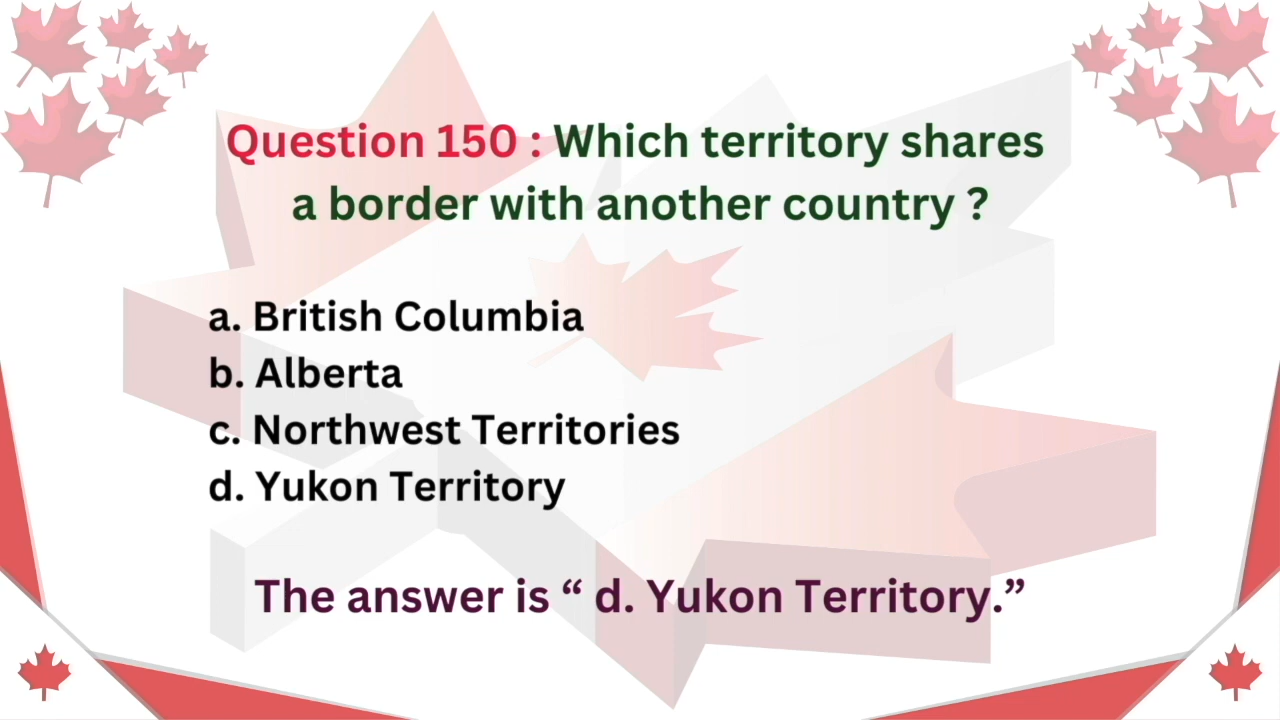 Question 150 : Which territory shares
a border with another country ?
a. British Columbia
b. Alberta
c. Northwest Territories
d. Yukon Territory
The answer is “ d. Yukon Territory.”